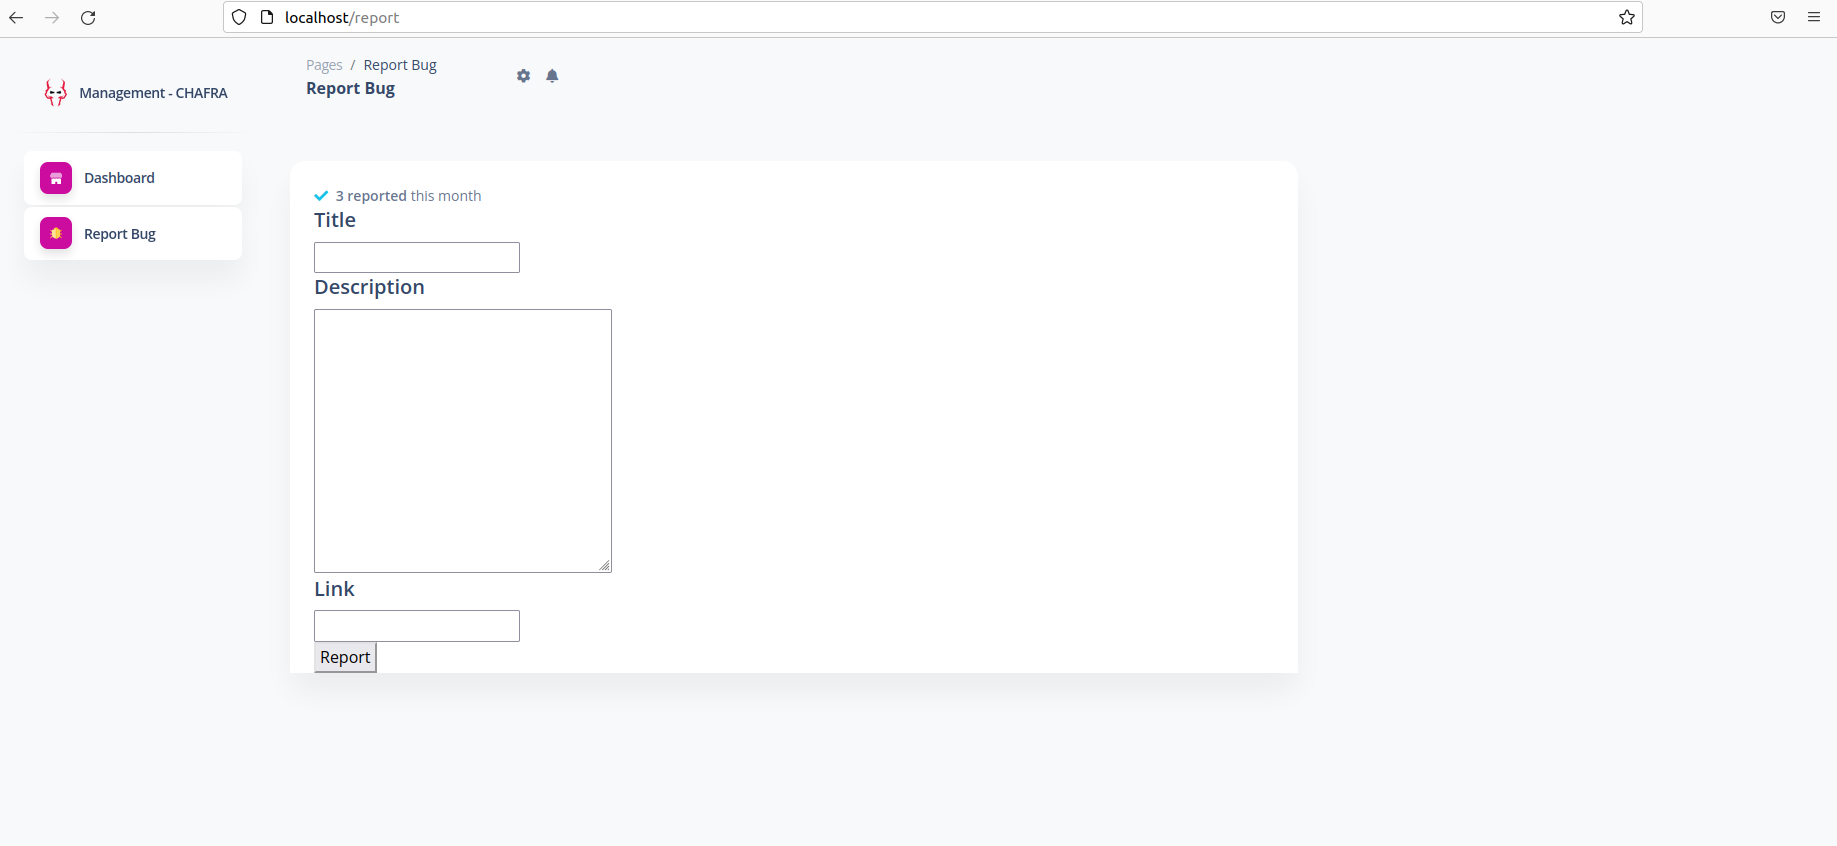 localhost/report
Management - CHAFRA
Dashboard
Report Bug
Pages / Report Bug
Report Bug
3 reported this month
Title
Description
Link
Report